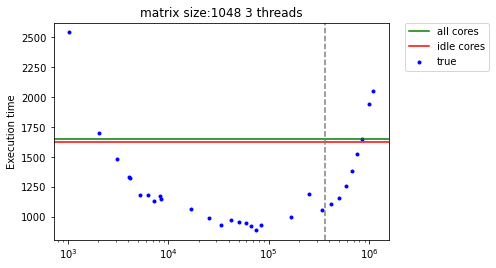 matrix size:1048 3 threads
all cores
idle cores
true
Execution time
2500
2250
2000
1750
1500
1250
1000
10³
10⁴
10⁵
10⁶